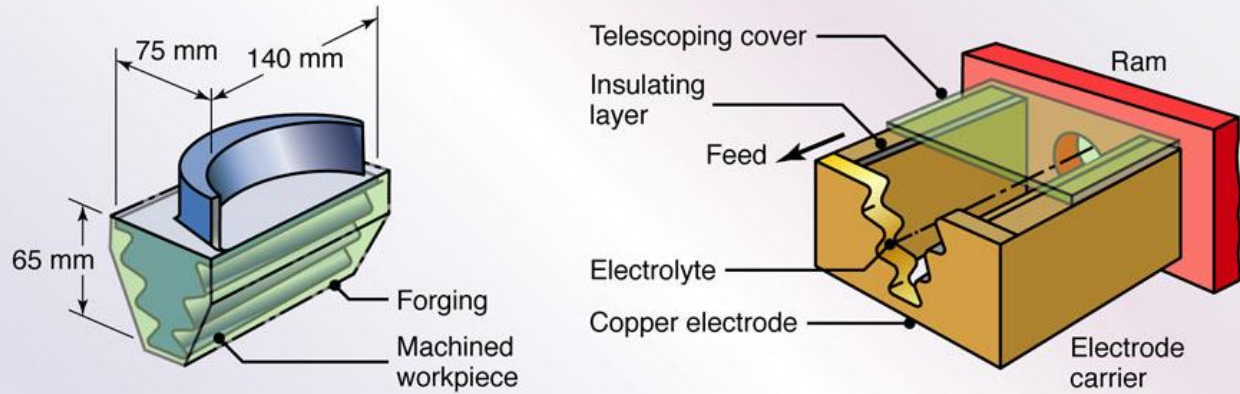 75 mm
140 mm
65 mm
Forging
Machined
workpiece
Telescoping cover
Insulating
layer
Feed
Ram
Electrolyte
Copper electrode
Electrode
carrier